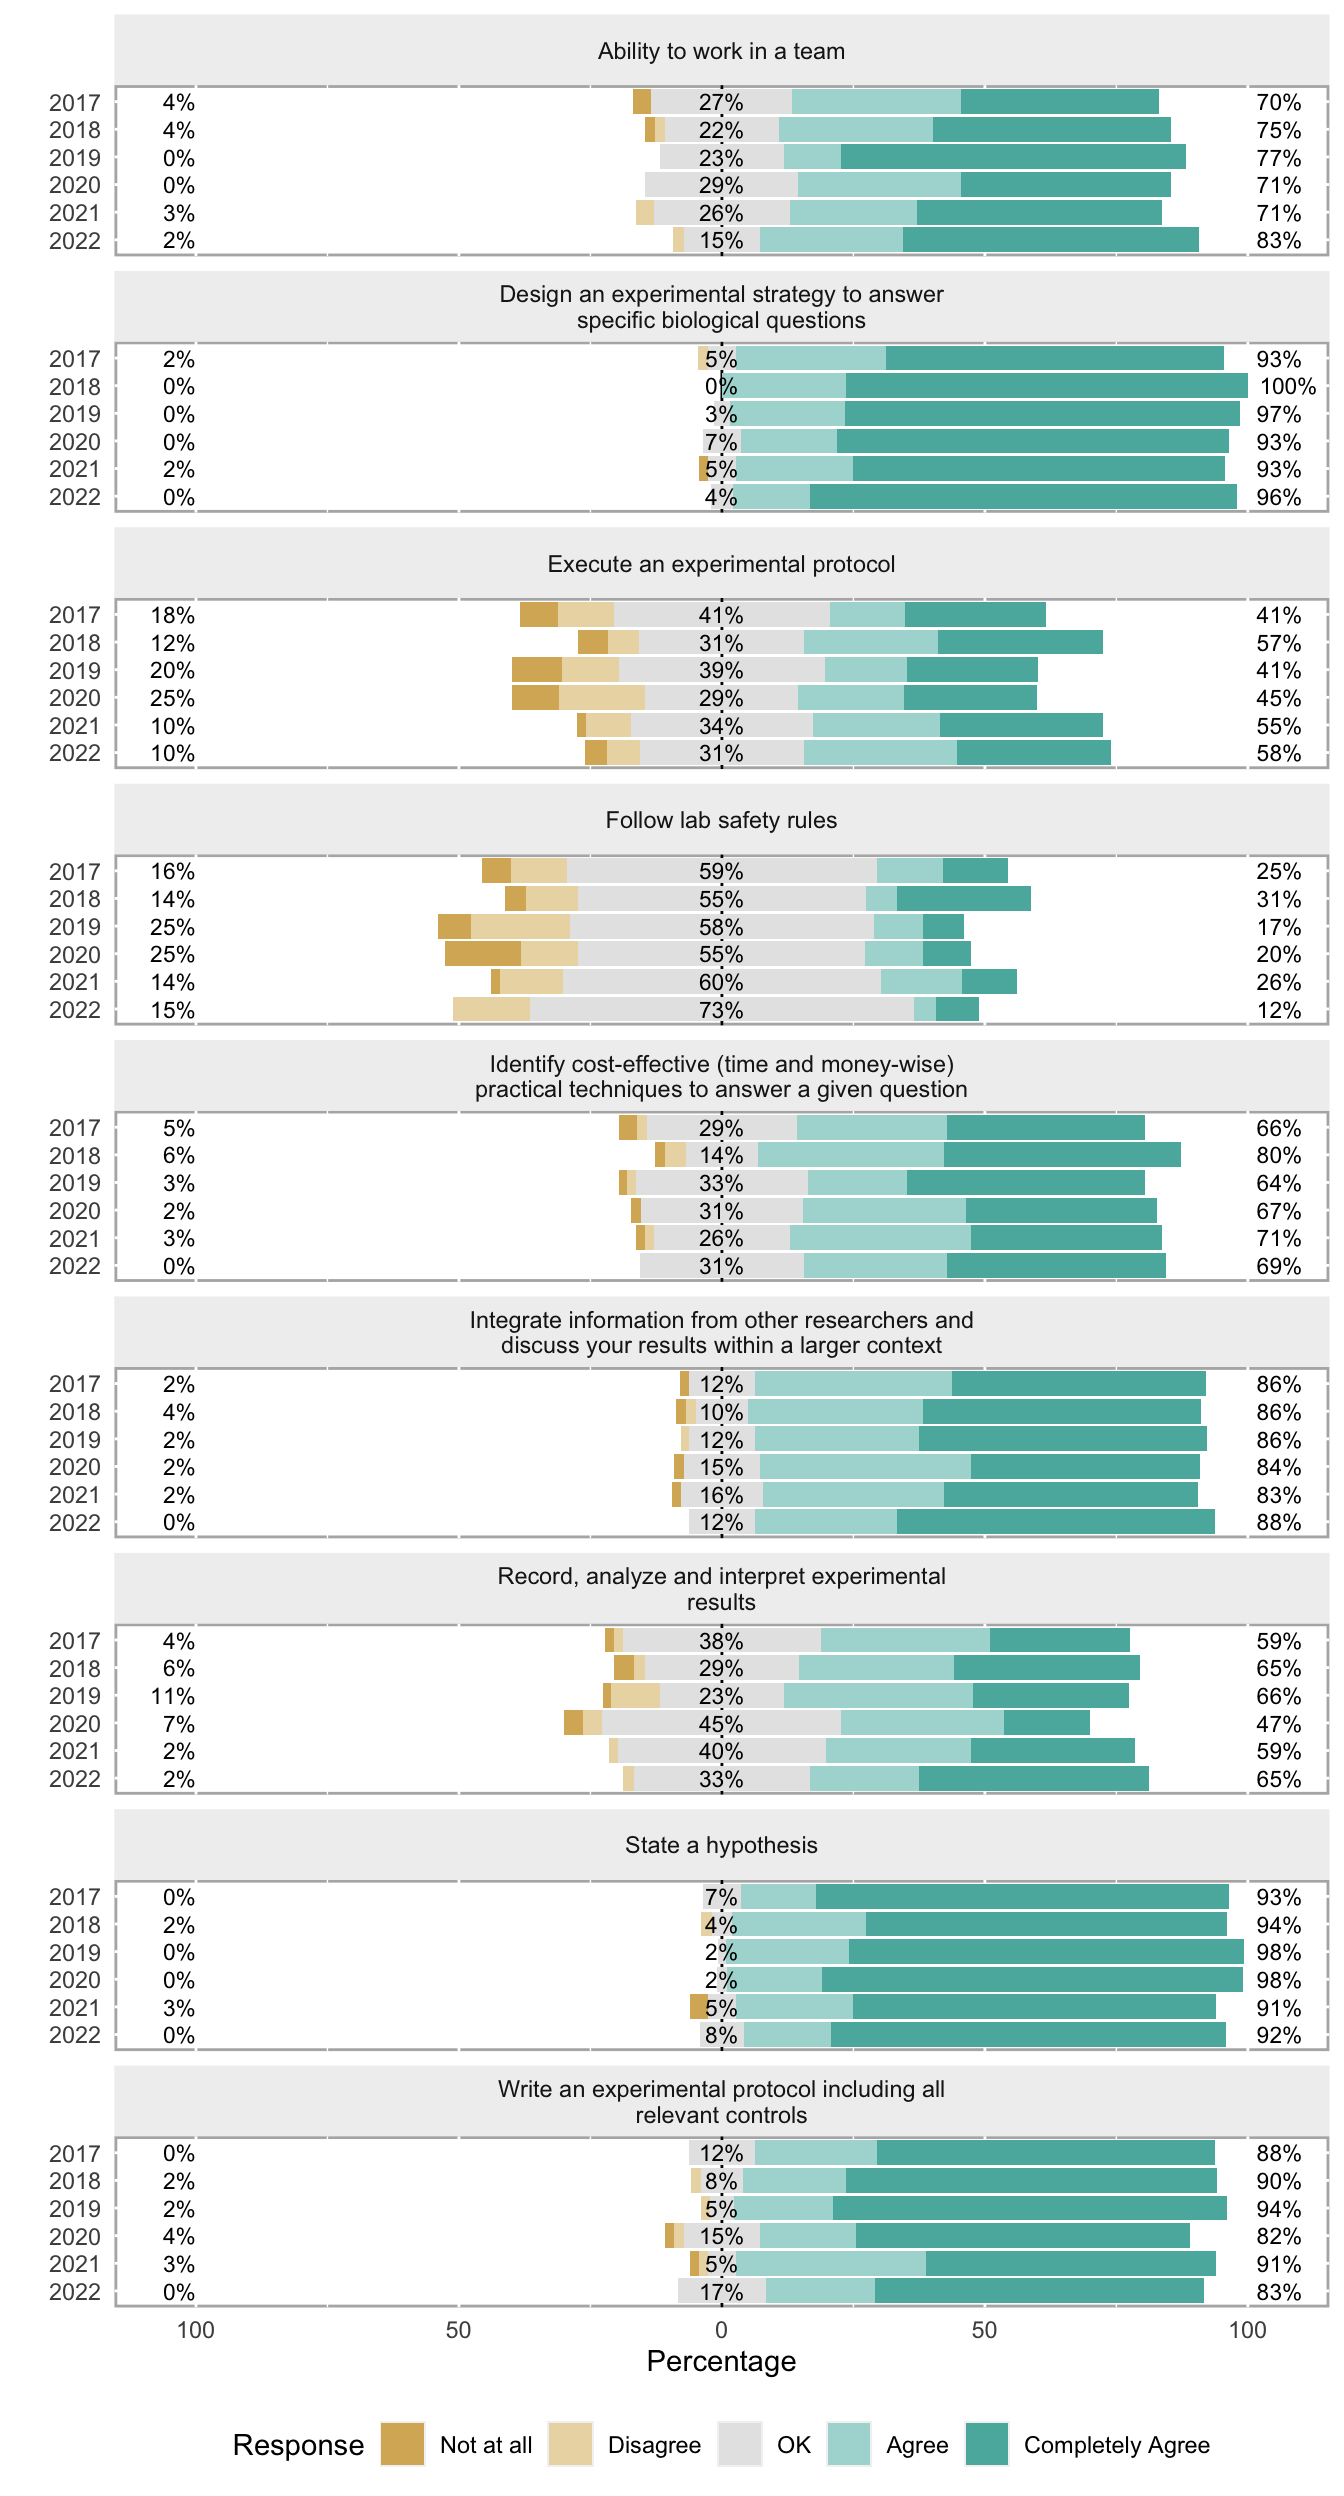 Ability to work in a team
2017 4% 27% 70%
2018 4% 22% 75%
2019 0% 23% 77%
2020 0% 29% 71%
2021 3% 26% 71%
2022 2% 15% 83%
Design an experimental strategy to answer
specific biological questions
2017 2% 5% 93%
2018 0% 0% 100%
2019 0% 3% 97%
2020 0% 7% 93%
2021 2% 5% 93%
2022 0% 4% 96%
Execute an experimental protocol
2017 18% 41% 41%
2018 12% 31% 57%
2019 20% 39% 41%
2020 25% 29% 45%
2021 10% 34% 55%
2022 10% 31% 58%
Follow lab safety rules
2017 16% 59% 25%
2018 14% 55% 31%
2019 25% 58% 17%
2020 25% 55% 20%
2021 14% 60% 26%
2022 15% 73% 12%
Identify cost-effective (time and money-wise)
practical techniques to answer a given question
2017 5% 29% 66%
2018 6% 14% 80%
2019 3% 33% 64%
2020 2% 31% 67%
2021 3% 26% 71%
2022 0% 31% 69%
Integrate information from other researchers and
discuss your results within a larger context
2017 2% 12% 86%
2018 4% 10% 86%
2019 2% 12% 86%
2020 2% 15% 84%
2021 2% 16% 83%
2022 0% 12% 88%
Record, analyze and interpret experimental
results
2017 4% 38% 59%
2018 6% 29% 65%
2019 11% 23% 66%
2020 7% 45% 47%
2021 2% 40% 59%
2022 2% 33% 65%
State a hypothesis
2017 0% 7% 93%
2018 2% 4% 94%
2019 0% 2% 98%
2020 0% 2% 98%
2021 3% 5% 91%
2022 0% 8% 92%
Write an experimental protocol including all
relevant controls
2017 0% 12% 88%
2018 2% 8% 90%
2019 2% 5% 94%
2020 4% 15% 82%
2021 3% 5% 91%
2022 0% 17% 83%
100 50 0 50 100
Percentage
Response Not at all Disagree OK Agree Completely Agree